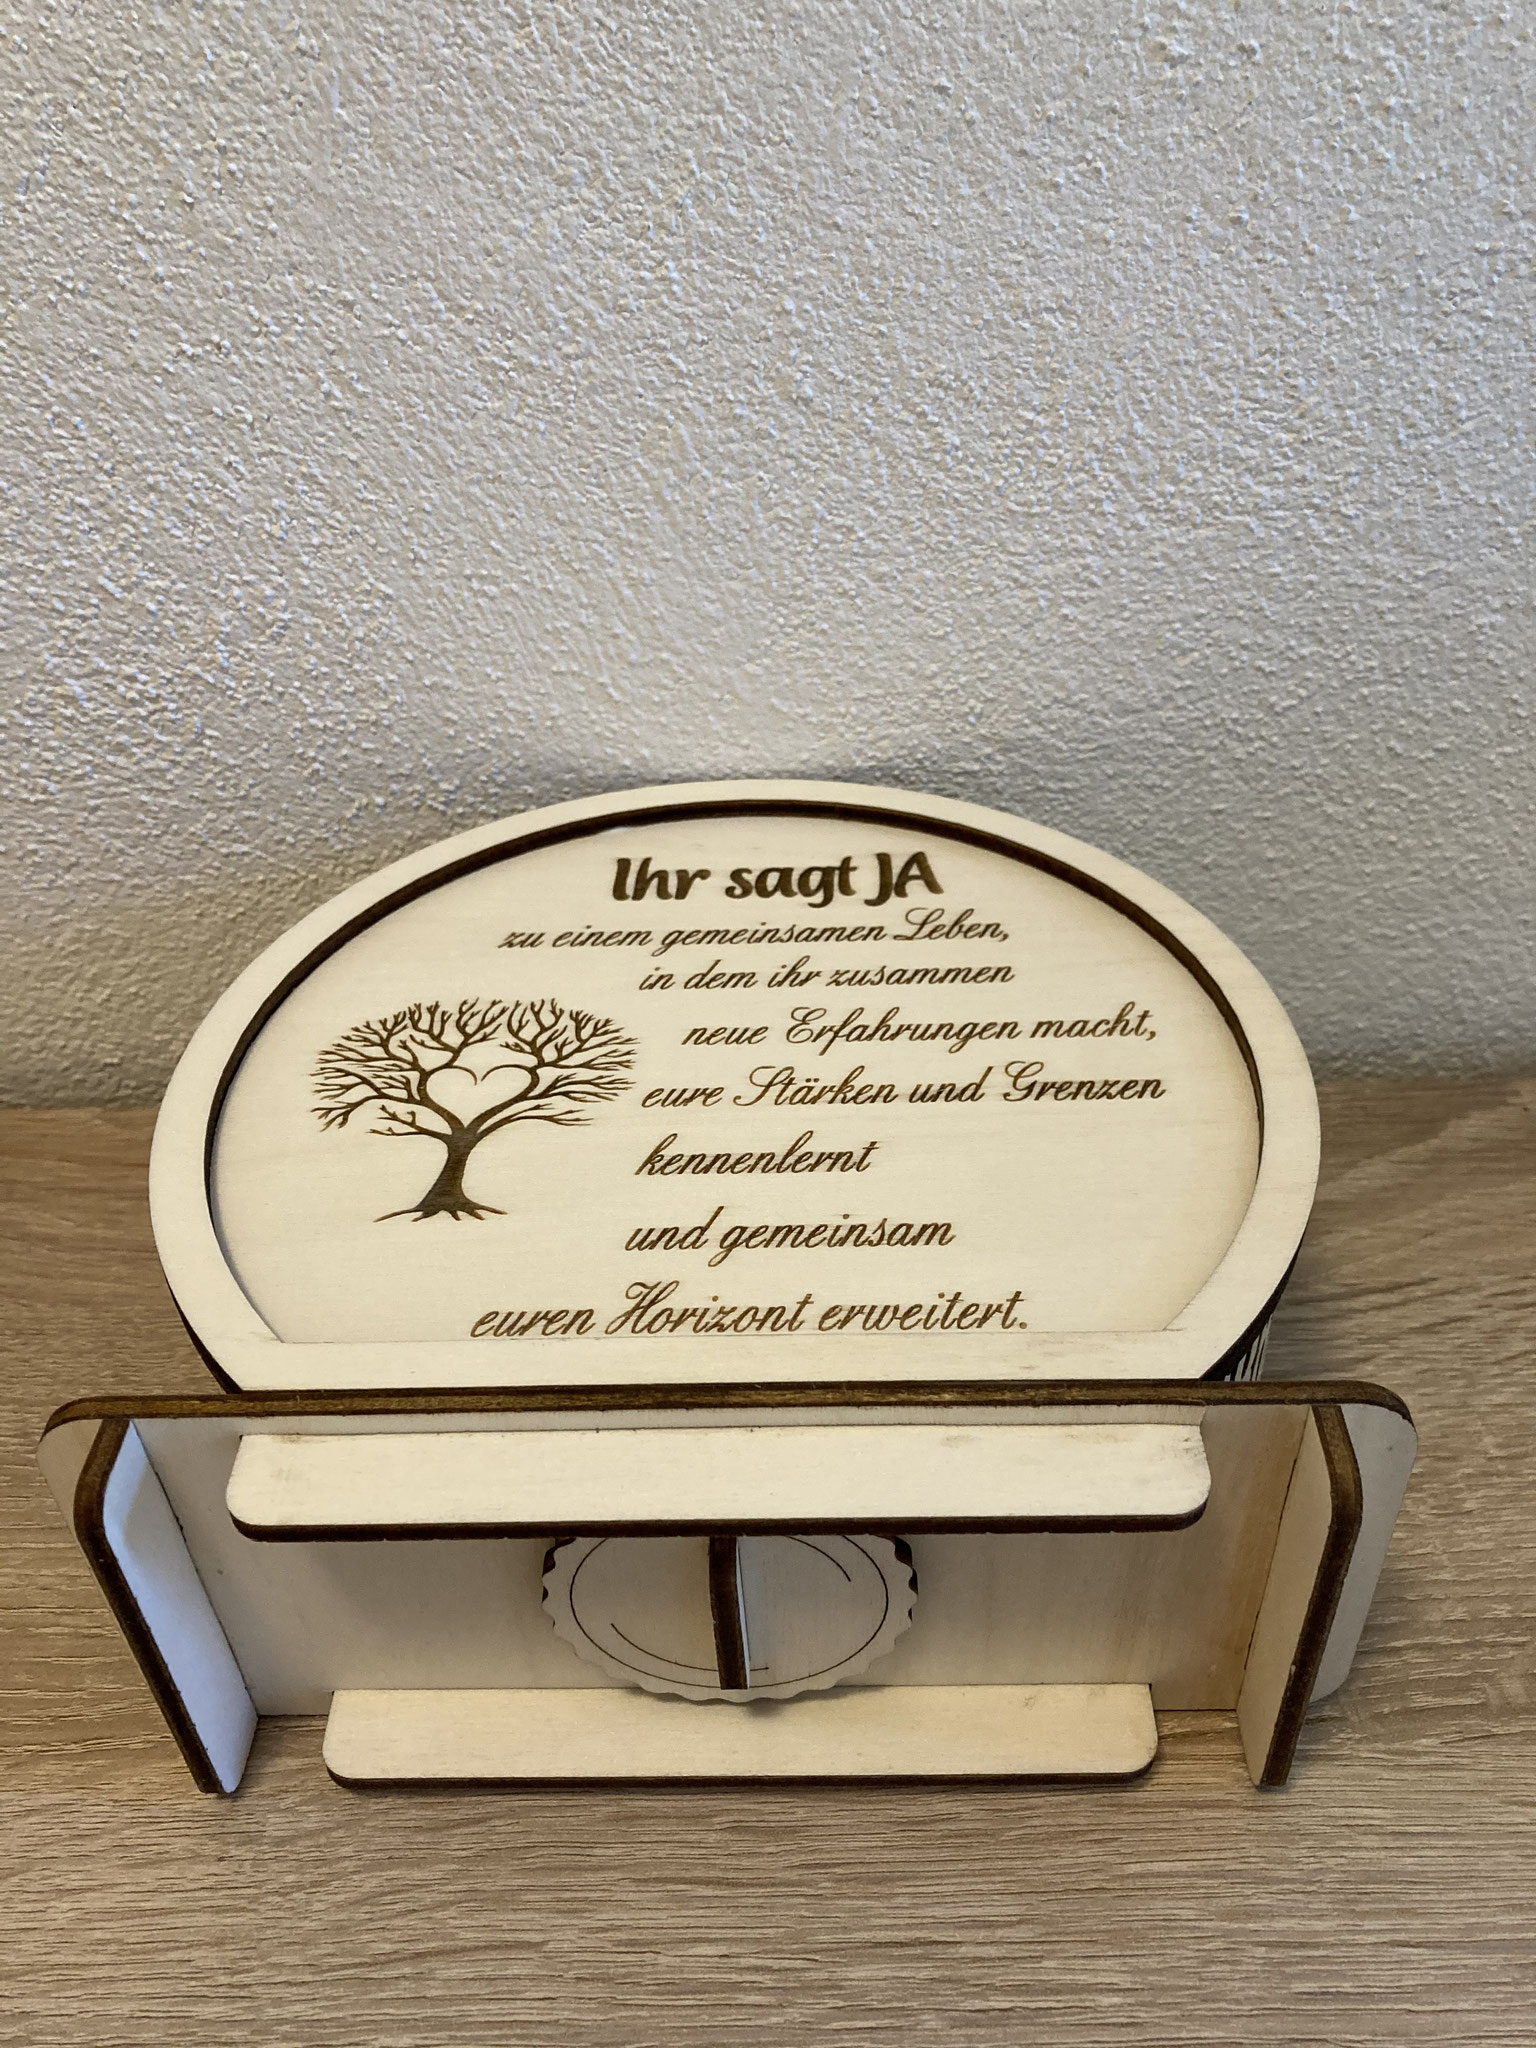 Ihr sagt JA
zu einem gemeinsamen Leben,
in dem ihr zusammen
neue Erfahrungen macht,
eure Stärken und Grenzen
kennenlernt
und gemeinsam
euren Horizont erweitert.